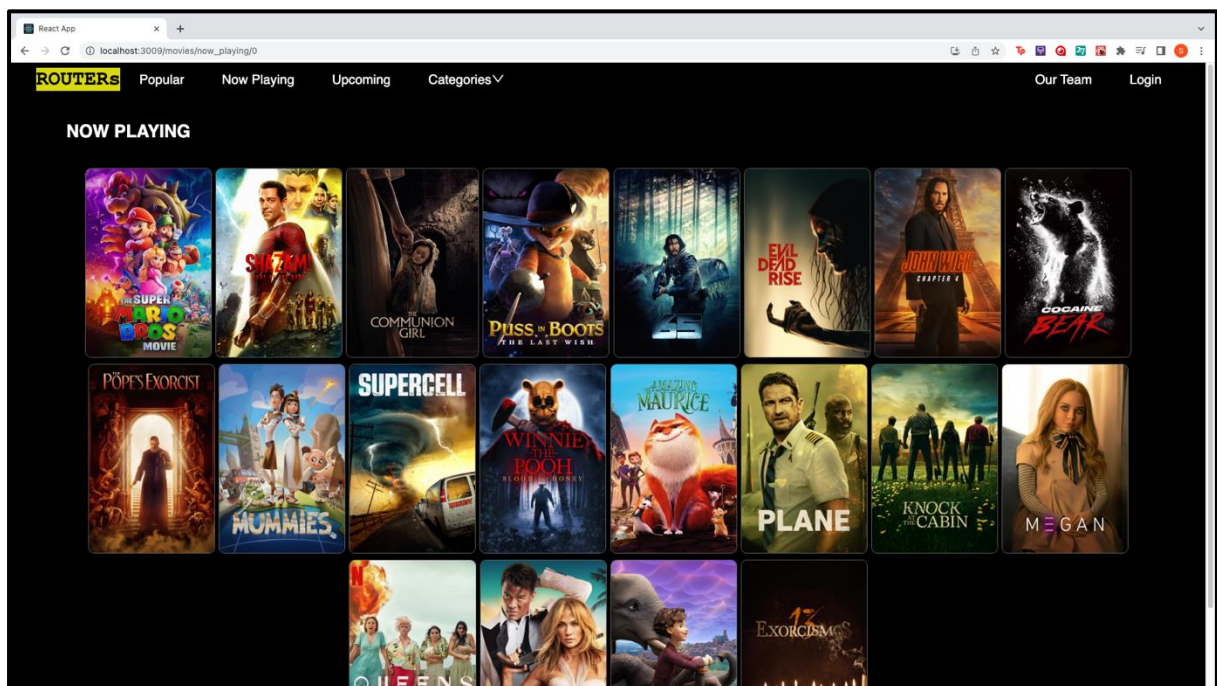 React App
localhost:3009/movies/now_playing/0
ROUTERs Popular Now Playing Upcoming Categories Our Team Login
NOW PLAYING
THE SUPER
MARIO
BROS
MOVIE
SHAZAM!
THE
COMMUNION
GIRL
PUSS IN BOOTS
THE LAST WISH
65
EVIL
DEAD
RISE
JOHN WICK
CHAPTER 4
COCAINE
BEAR
THE
POPE'S EXORCIST
MUMMIES
SUPERCELL
WINNIE
-THE-
POOH
BLOOD AND HONEY
THE
AMAZING
MAURICE
PLANE
KNOCK
AT THE CABIN
M3GAN
N
QUEENS
13
EXORCISMS